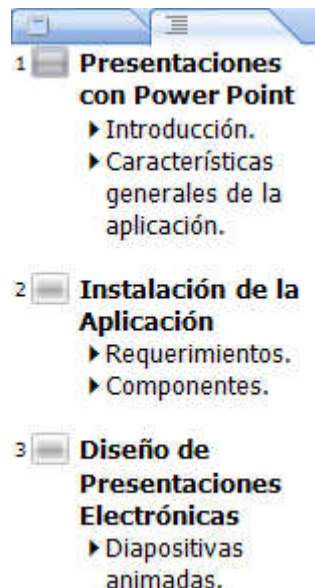 1 Presentaciones
con Power Point
Introducción.
Características
generales de la
aplicación.
2 Instalación de la
Aplicación
Requerimientos.
Componentes.
3 Diseño de
Presentaciones
Electrónicas
Diapositivas
animadas.